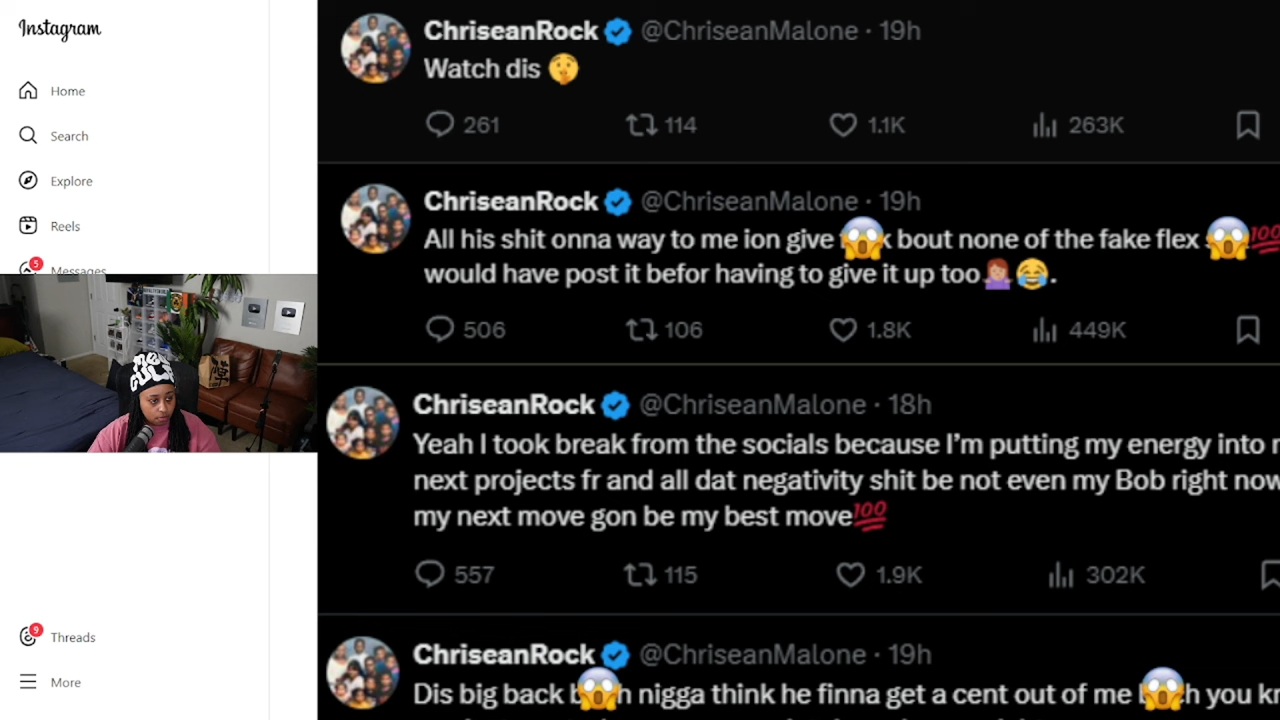 Instagram
Home
Search
Explore
Reels
5
Messages
9
Threads
More
ChriseanRock @ChriseanMalone · 19h
Watch dis 🤫
261 114 1.1K 263K
ChriseanRock @ChriseanMalone · 19h
All his shit onna way to me ion give 😱k bout none of the fake flex 😱💯
would have post it befor having to give it up too🤷🏼‍♀️😂.
506 106 1.8K 449K
ChriseanRock @ChriseanMalone · 18h
Yeah I took break from the socials because I'm putting my energy into
next projects fr and all dat negativity shit be not even my Bob right now
my next move gon be my best move💯
557 115 1.9K 302K
ChriseanRock @ChriseanMalone · 19h
Dis big back b😱h nigga think he finna get a cent out of me b😱h you